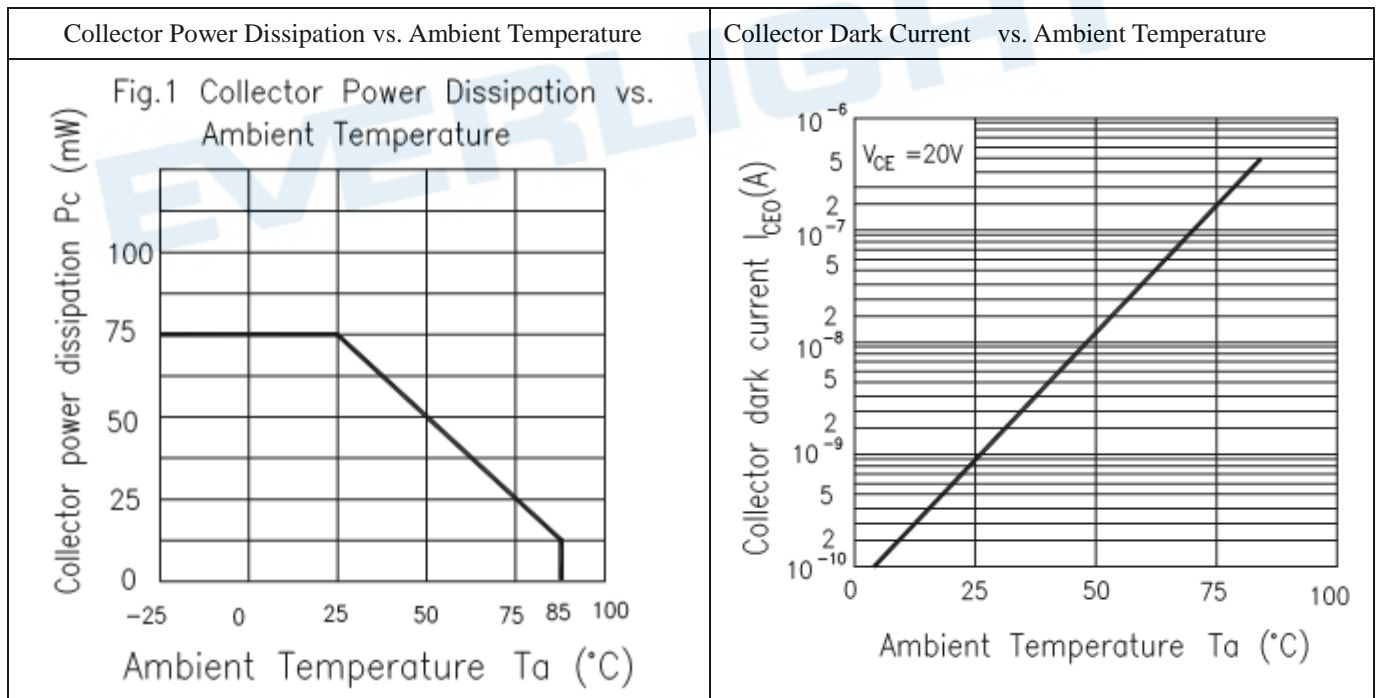 Collector Power Dissipation vs. Ambient Temperature
Collector Dark Current vs. Ambient Temperature
EVERLIGHT
Fig.1 Collector Power Dissipation vs.
Ambient Temperature
Collector power dissipation Pc (mW)
100
75
50
25
0
-25 0 25 50 75 85 100
Ambient Temperature Ta (°C)
Collector dark current I_CEO(A)
V_CE =20V
10⁻⁶
5
2
10⁻⁷
5
2
10⁻⁸
5
2
10⁻⁹
5
2
10⁻¹⁰
0 25 50 75 100
Ambient Temperature Ta (°C)